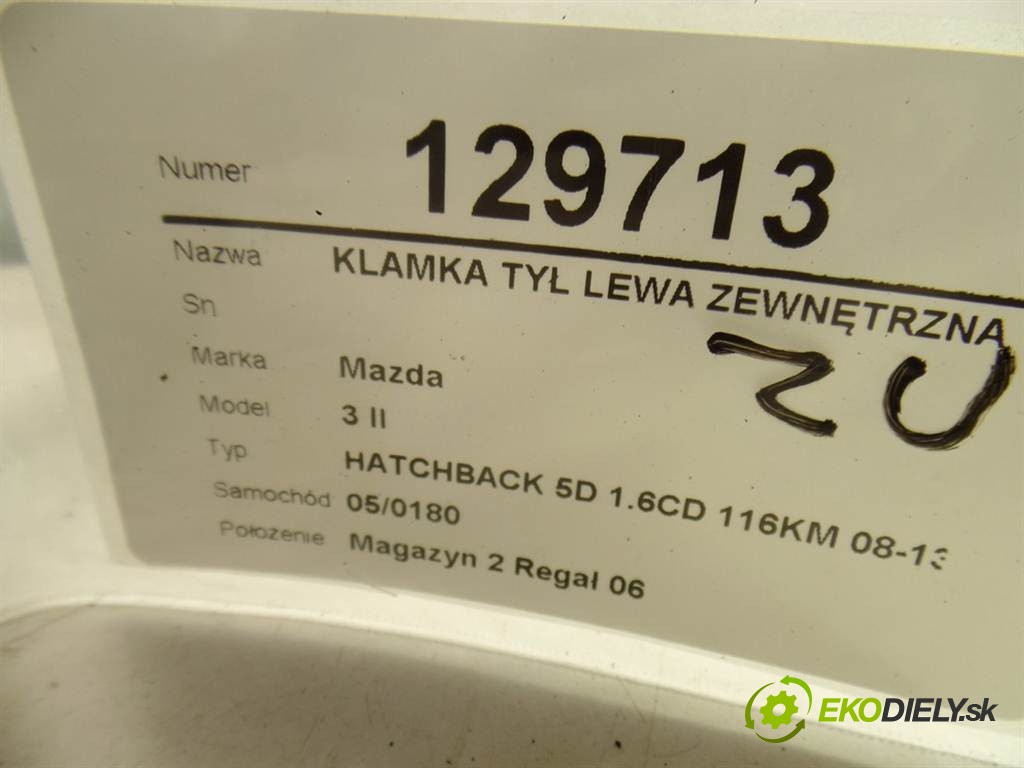 Numer 129713
Nazwa KLAMKA TYŁ LEWA ZEWNĘTRZNA
Sn
Marka Mazda
Model 3 II
Typ HATCHBACK 5D 1.6CD 116KM 08-13
Samochód 05/0180
Położenie Magazyn 2 Regał 06
ZU
EKODIELY.sk